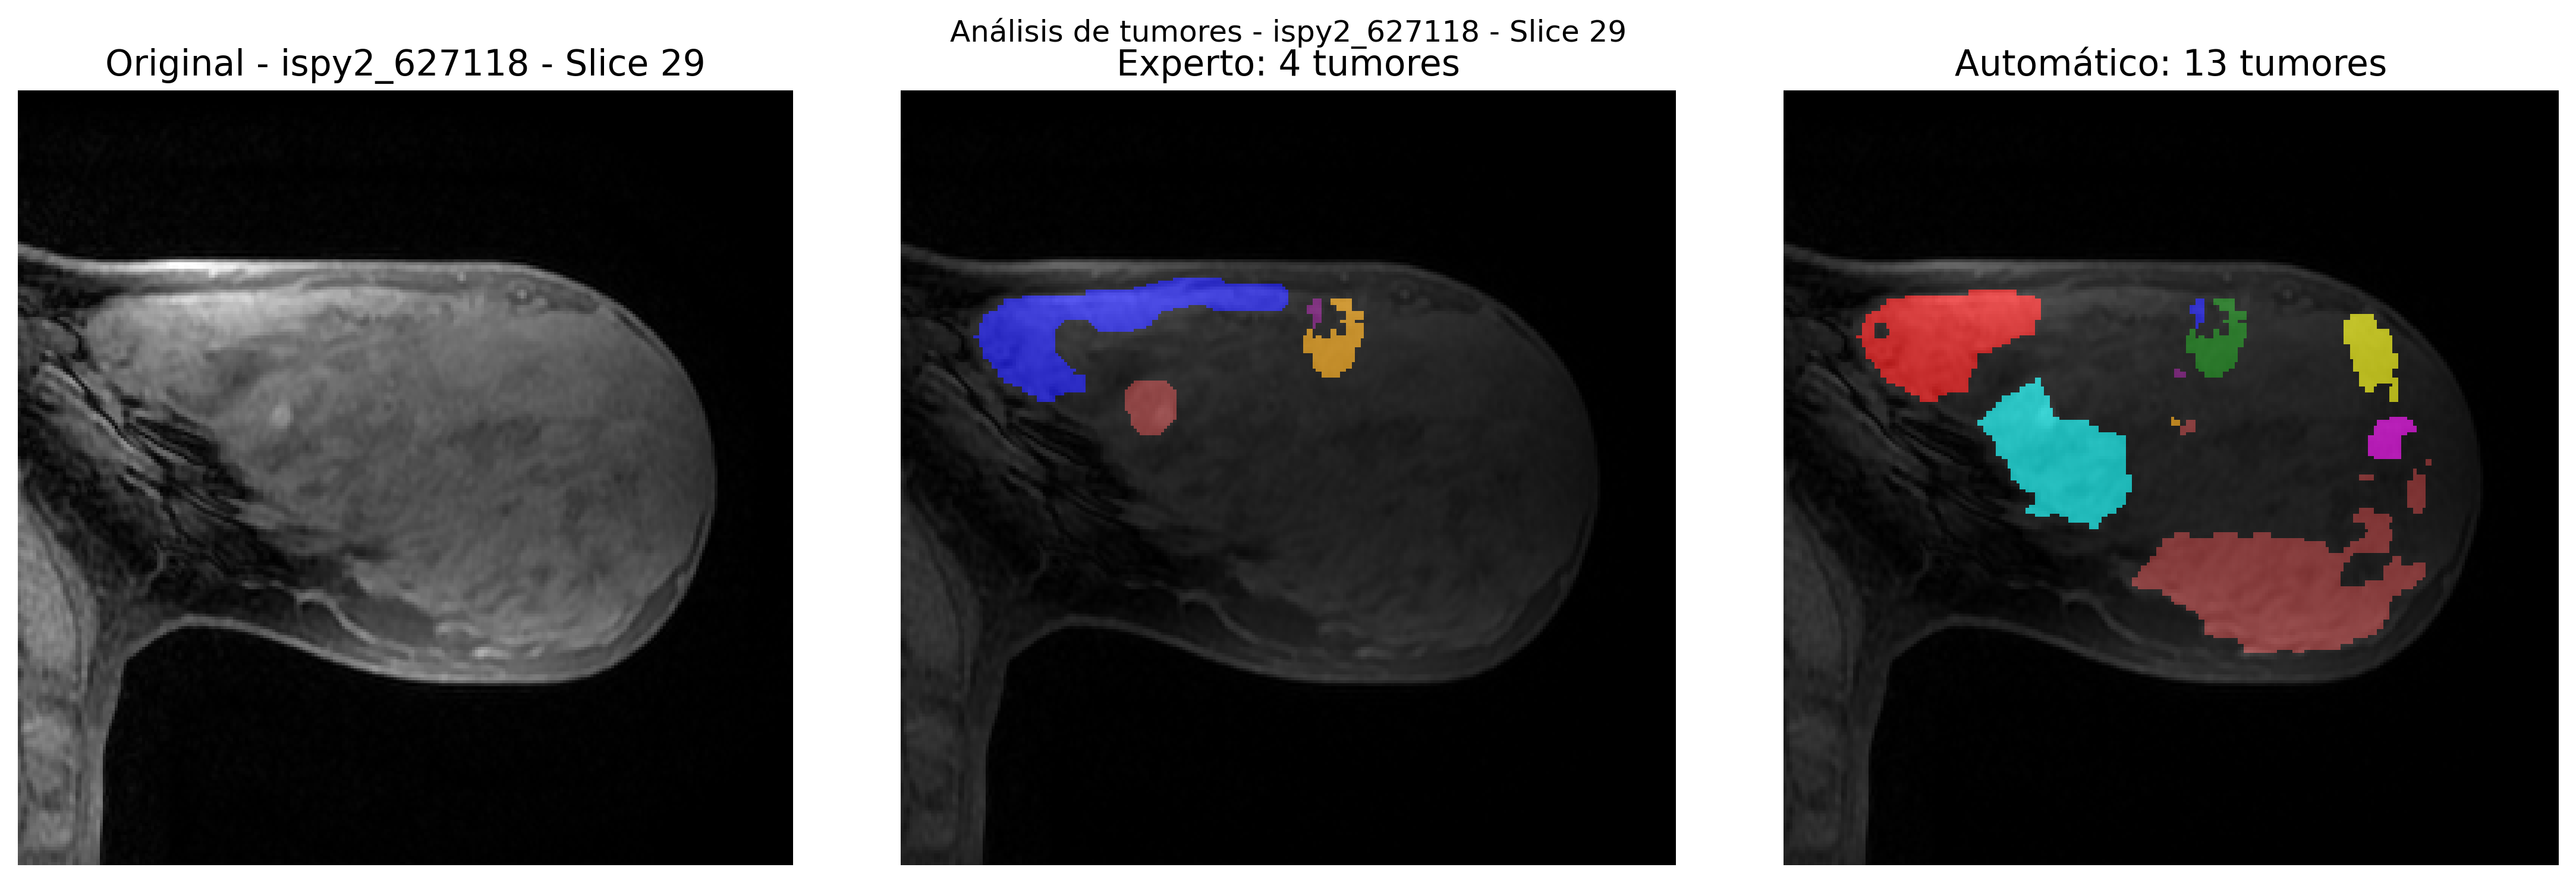 Análisis de tumores - ispy2_627118 - Slice 29
Original - ispy2_627118 - Slice 29
Experto: 4 tumores
Automático: 13 tumores